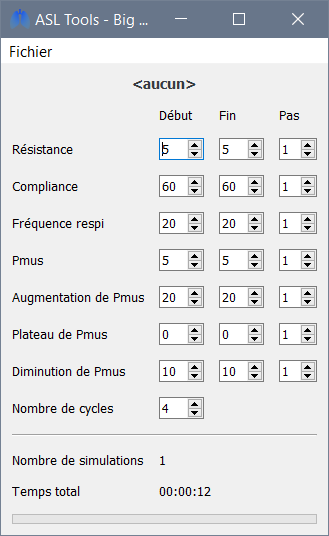 ASL Tools - Big ...
Fichier
<aucun>
Début Fin Pas
Résistance 5 5 1
Compliance 60 60 1
Fréquence respi 20 20 1
Pmus 5 5 1
Augmentation de Pmus 20 20 1
Plateau de Pmus 0 0 1
Diminution de Pmus 10 10 1
Nombre de cycles 4
Nombre de simulations 1
Temps total 00:00:12